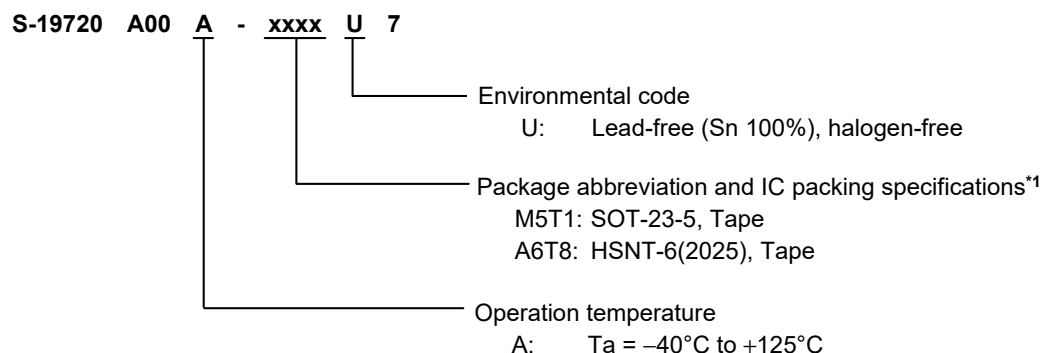 S-19720 A00 A - xxxx U 7
Environmental code
U: Lead-free (Sn 100%), halogen-free
Package abbreviation and IC packing specifications*1
M5T1: SOT-23-5, Tape
A6T8: HSNT-6(2025), Tape
Operation temperature
A: Ta = −40°C to +125°C